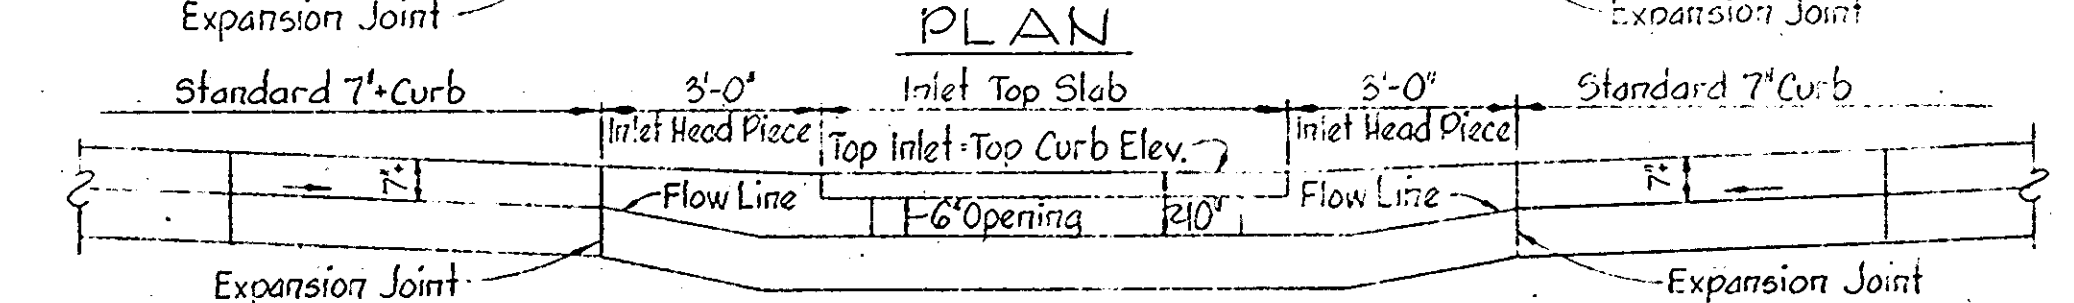 Expansion Joint
PLAN
Expansion Joint
Standard 7"+Curb
3'-0"
Inlet Top Slab
3'-0"
Standard 7" Curb
Inlet Head Piece
Top Inlet=Top Curb Elev.
Inlet Head Piece
7"+
Flow Line
6" Opening
10"
Flow Line
7"+
Expansion Joint
Expansion Joint